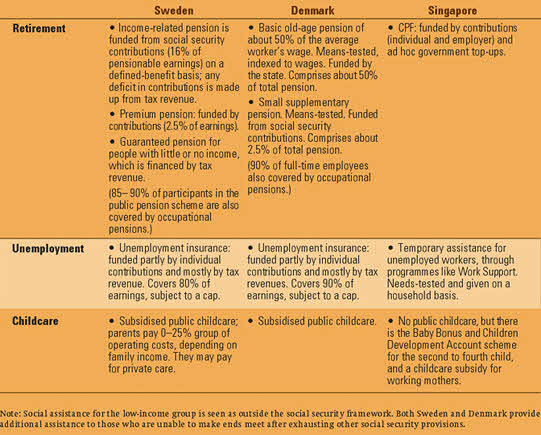 Sweden Denmark Singapore
Retirement
• Income-related pension is
funded from social security
contributions (16% of
pensionable earnings) on a
defined-benefit basis; any
deficit in contributions is made
up from tax revenue.
• Premium pension: funded by
contributions (2.5% of earnings).
• Guaranteed pension for
people with little or no income,
which is financed by tax
revenue.
(85–90% of participants in the
public pension scheme are also
covered by occupational
pensions.)
• Basic old-age pension of
about 50% of the average
worker's wage. Means-tested,
indexed to wages. Funded by
the state. Comprises about 50%
of total pension.
• Small supplementary
pension. Means-tested. Funded
from social security
contributions. Comprises about
2.5% of total pension.
(90% of full-time employees
also covered by occupational
pensions.)
• CPF: funded by contributions
(individual and employer) and
ad hoc government top-ups.
Unemployment
• Unemployment insurance:
funded partly by individual
contributions and mostly by tax
revenue. Covers 80% of
earnings, subject to a cap.
• Unemployment insurance:
funded partly by individual
contributions and mostly by tax
revenues. Covers 90% of
earnings, subject to a cap.
• Temporary assistance for
unemployed workers, through
programmes like Work Support.
Needs-tested and given on a
household basis.
Childcare
• Subsidised public childcare;
parents pay 0–25% group of
operating costs, depending on
family income. They may pay
for private care.
• Subsidised public childcare.
• No public childcare, but there
is the Baby Bonus and Children
Development Account scheme
for the second to fourth child,
and a childcare subsidy for
working mothers.
Note: Social assistance for the low-income group is seen as outside the social security framework. Both Sweden and Denmark provide
additional assistance to those who are unable to make ends meet after exhausting other social security provisions.